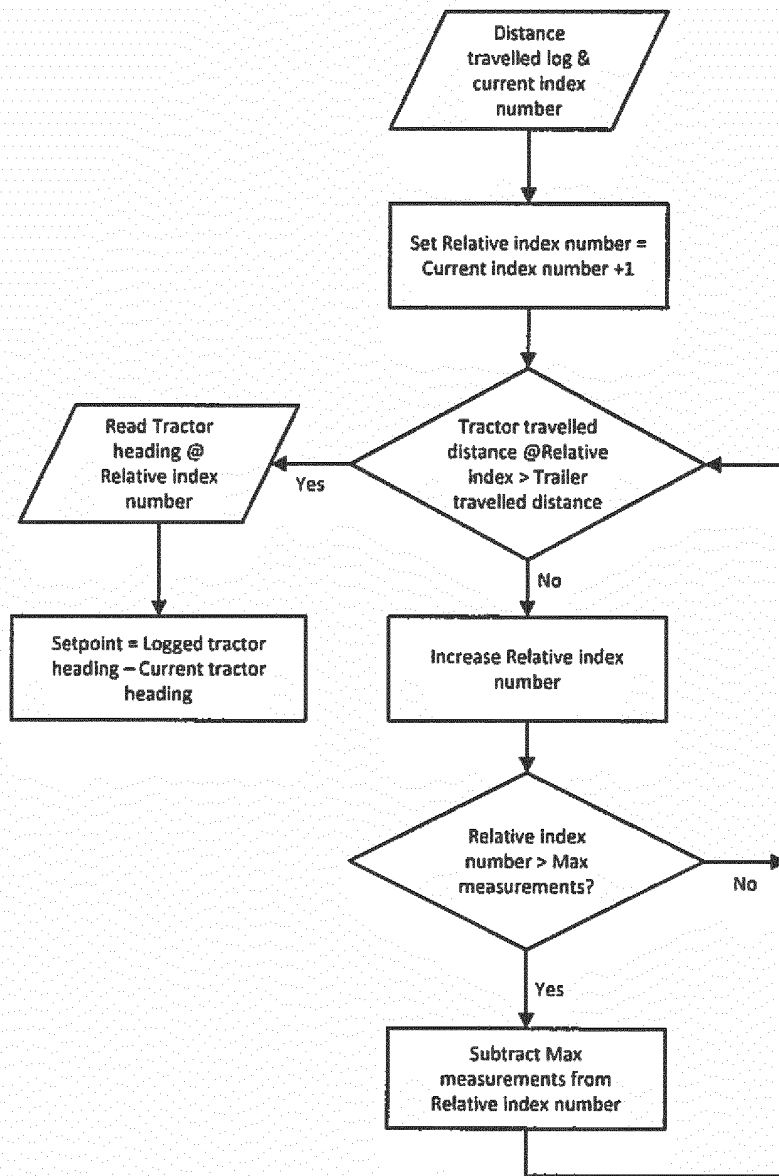 Distance
travelled log &
current index
number
Set Relative index number =
Current index number +1
Tractor travelled
distance @Relative
index > Trailer
travelled distance
Yes
Read Tractor
heading @
Relative index
number
Setpoint = Logged tractor
heading – Current tractor
heading
No
Increase Relative index
number
Relative index
number > Max
measurements?
No
Yes
Subtract Max
measurements from
Relative index number